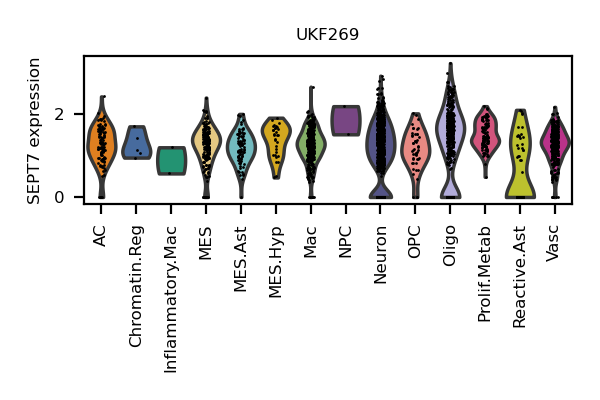 UKF269
SEPT7 expression
2
0
AC
Chromatin.Reg
Inflammatory.Mac
MES
MES.Ast
MES.Hyp
Mac
NPC
Neuron
OPC
Oligo
Prolif.Metab
Reactive.Ast
Vasc